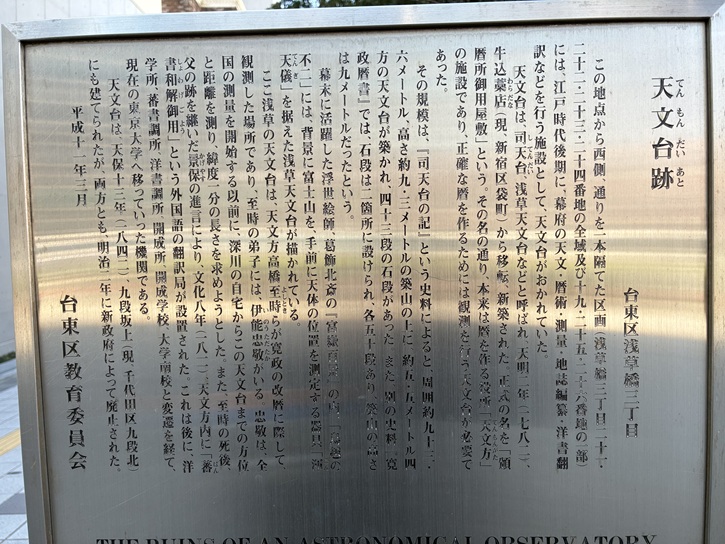 天文台跡
てんもんだいあと
台東区浅草橋三丁目
この地点から西側、通りを一本隔てた区画(浅草橋三丁目二十一・
二十二・二十三・二十四番地の全域及び十九・二十五・二十六番地の一部)
には、江戸時代後期に、幕府の天文・暦術・測量・地誌編纂・洋書翻
訳などを行う施設として、天文台がおかれていた。
天文台は、司天台、浅草天文台などと呼ばれ、天明二年(一七八二)、
牛込藁店(現、新宿区袋町)から移転、新築された。正式の名を「頒
暦所御用屋敷」という。その名の通り、本来は暦を作る役所「天文方」
の施設であり、正確な暦を作るためには観測を行う天文台が必要で
あった。
その規模は、『司天台の記』という史料によると、周囲約九十三・
六メートル、高さ約九・三メートルの築山の上に、約五・五メートル四
方の天文台が築かれ、四十三段の石段があった。また、別の史料『寛
政暦書』では、石段は二箇所に設けられ、各五十段あり、築山の高さ
は九メートルだったという。
幕末に活躍した浮世絵師、葛飾北斎の『富嶽百景』の内、「鳥越の
不二」には、背景に富士山を、手前に天体の位置を測定する器具「渾
天儀」を据えた浅草天文台が描かれている。
ここ浅草の天文台は、天文方高橋至時らが寛政の改暦に際して、
観測した場所であり、至時の弟子には、伊能忠敬がいる。忠敬は、全
国の測量を開始する以前に、深川の自宅からこの天文台までの方位
と距離を測り、緯度一分の長さを求めようとした。また、至時の死後、
父の跡を継いだ景保の進言により、文化八年(一八一一)、天文方内に「蕃
書和解御用」という外国語の翻訳局が設置された。これは後に、洋
学所、蕃書調所、洋書調所、開成所、開成学校、大学南校と変遷を経て、
現在の東京大学へ移っていった機関である。
天文台は、天保十三年(一八四二)、九段坂上(現、千代田区九段北)
にも建てられたが、両方とも明治二年に新政府によって廃止された。
平成十一年三月
台東区教育委員会
THE RUINS OF AN ASTRONOMICAL OBSERVATORY